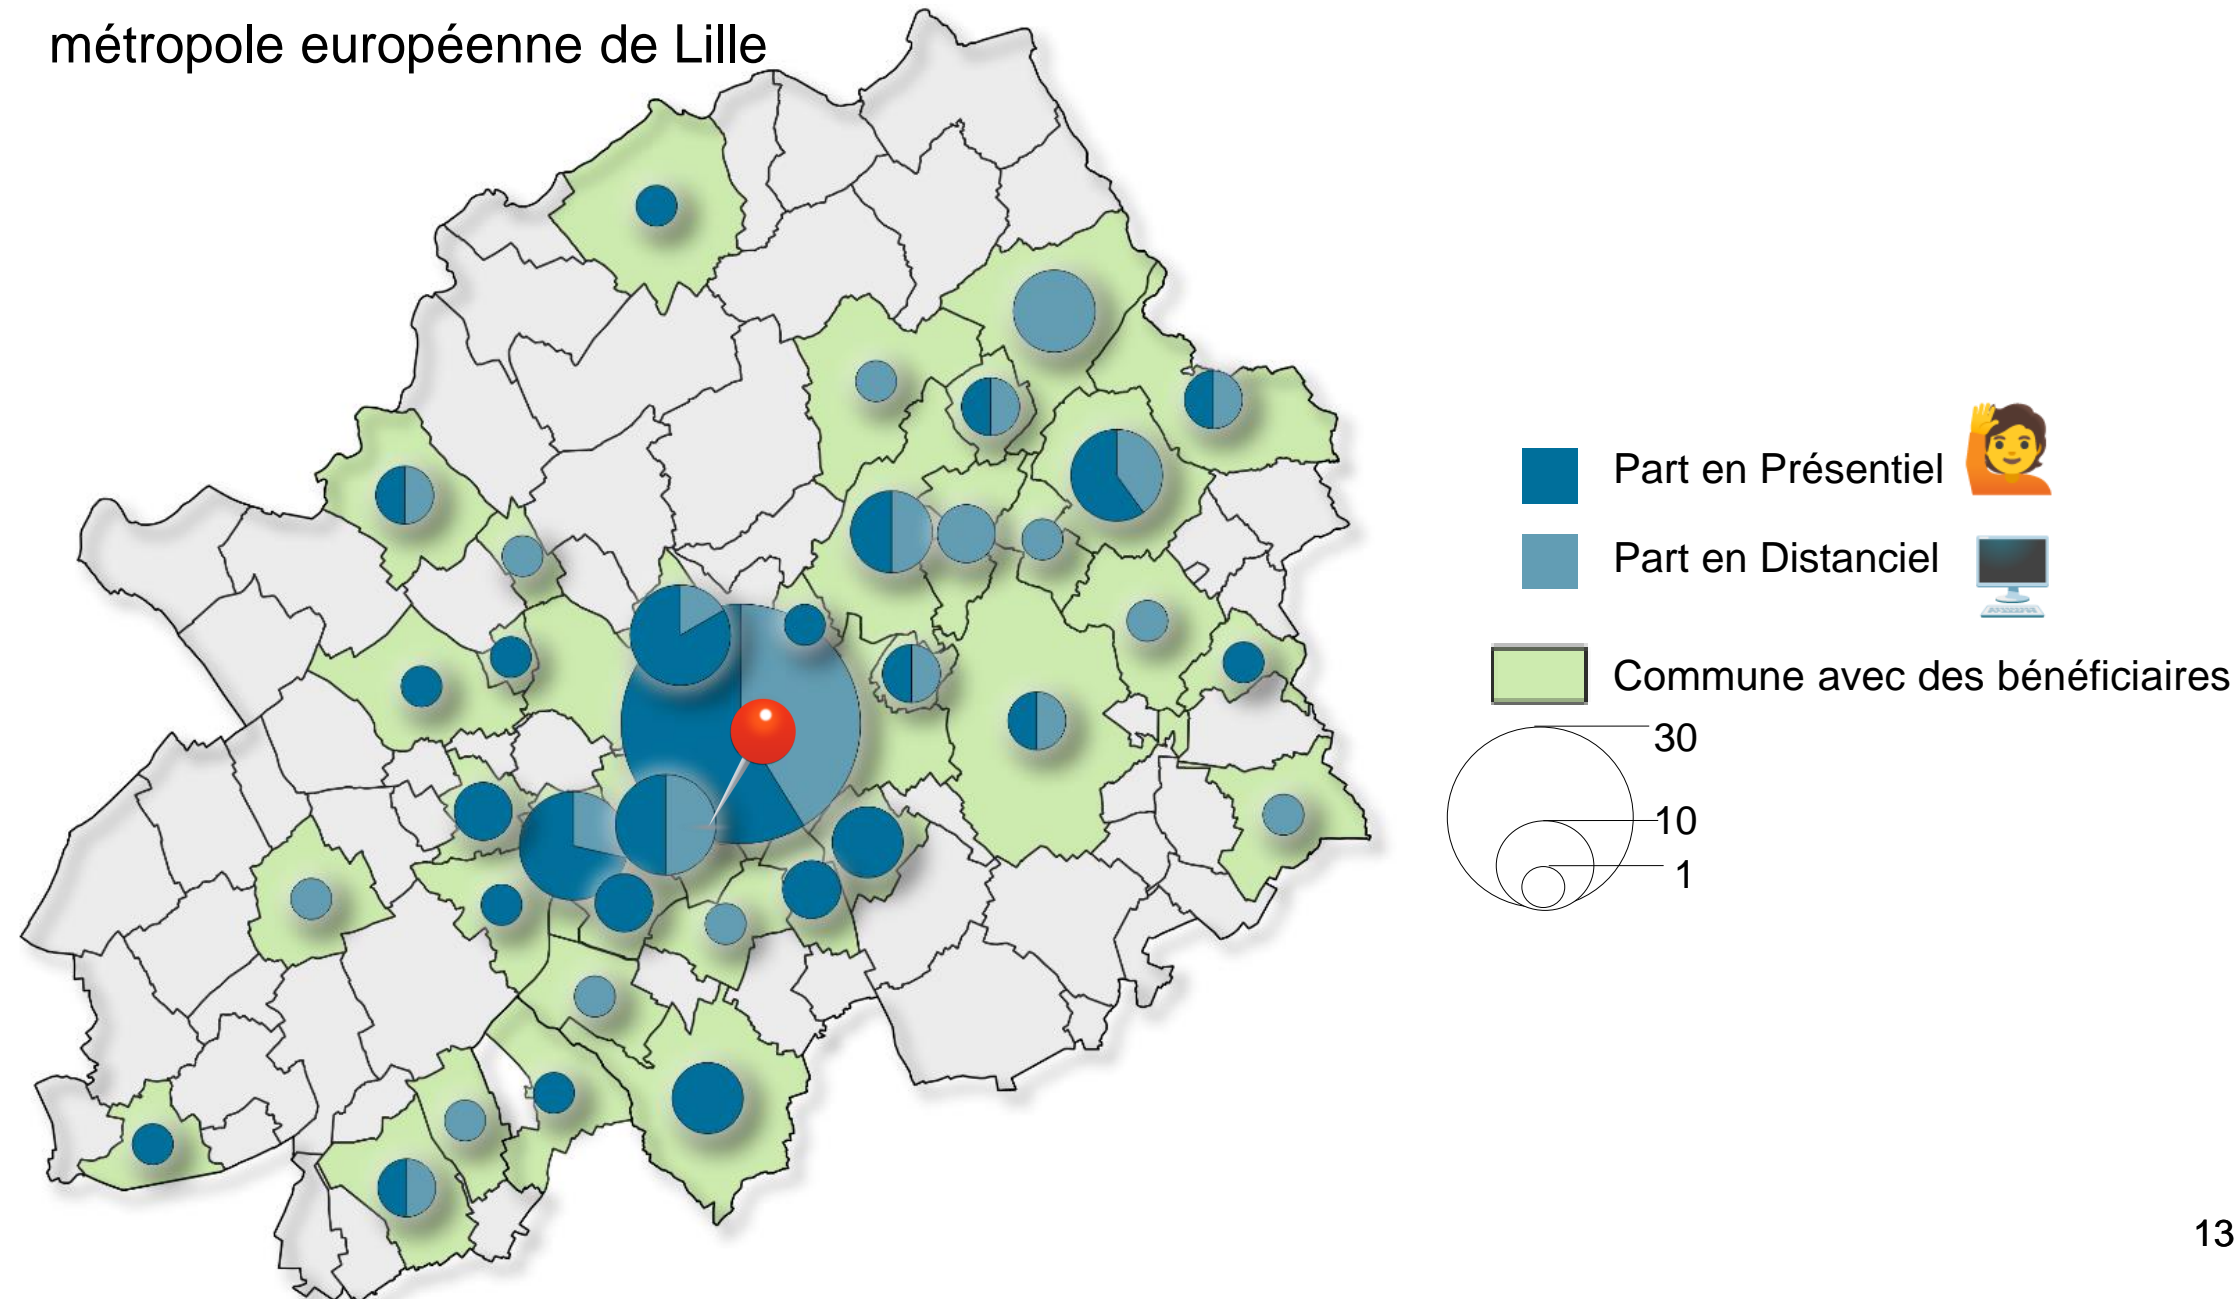 métropole européenne de Lille
Part en Présentiel
Part en Distanciel
Commune avec des bénéficiaires
30
10
1
13